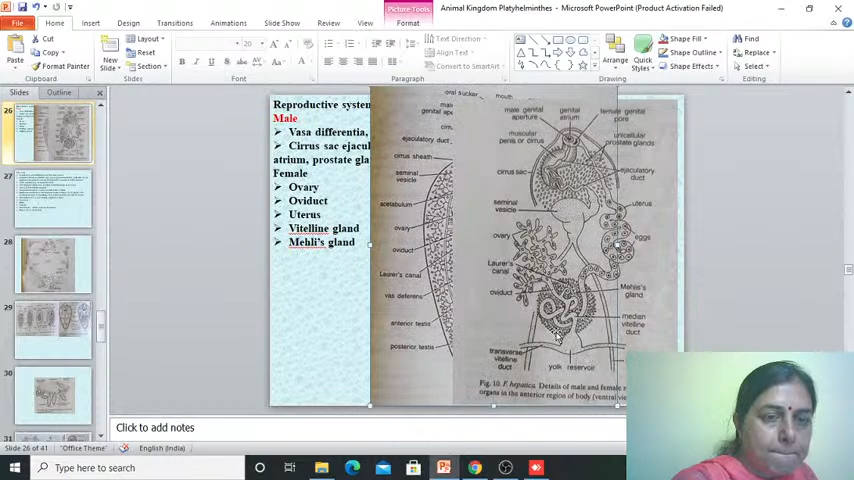 Animal Kingdom Platyhelminthes - Microsoft PowerPoint (Product Activation Failed)
Picture Tools
File
Home
Insert
Design
Transitions
Animations
Slide Show
Review
View
Format
Cut
Copy
Format Painter
Paste
Clipboard
New
Slide
Layout
Reset
Section
Slides
20
Font
Text Direction
Align Text
Convert to SmartArt
Paragraph
Arrange
Quick
Styles
Shape Fill
Shape Outline
Shape Effects
Drawing
Find
Replace
Select
Editing
Slides
Outline
26
27
28
29
30
31
Reproductive system
Male
Vasa differentia,
Cirrus sac ejacul
atrium, prostate gla
Female
Ovary
Oviduct
Uterus
Vitelline gland
Mehli's gland
oral sucker
mouth
genital ap
ejaculatory duct
cirrus sheath
seminal
vesicle
acetabulum
ovary
oviduct
Laurer's canal
vas deferens
anterior testis
posterior testis
male genital
aperture
genital
atrium
female genital
pore
muscular
penis or cirrus
unicellular
prostate glands
cirrus sac
ejaculatory
duct
seminal
vesicle
uterus
ovary
eggs
Laurer's
canal
oviduct
Mehlis's
gland
median
vitelline
duct
transverse
vitelline
duct
yolk reservoir
Fig. 10. F. hepatica. Details of male and female
organs in the anterior region of body (ventral
Click to add notes
Slide 26 of 41
"Office Theme"
English (India)
Type here to search